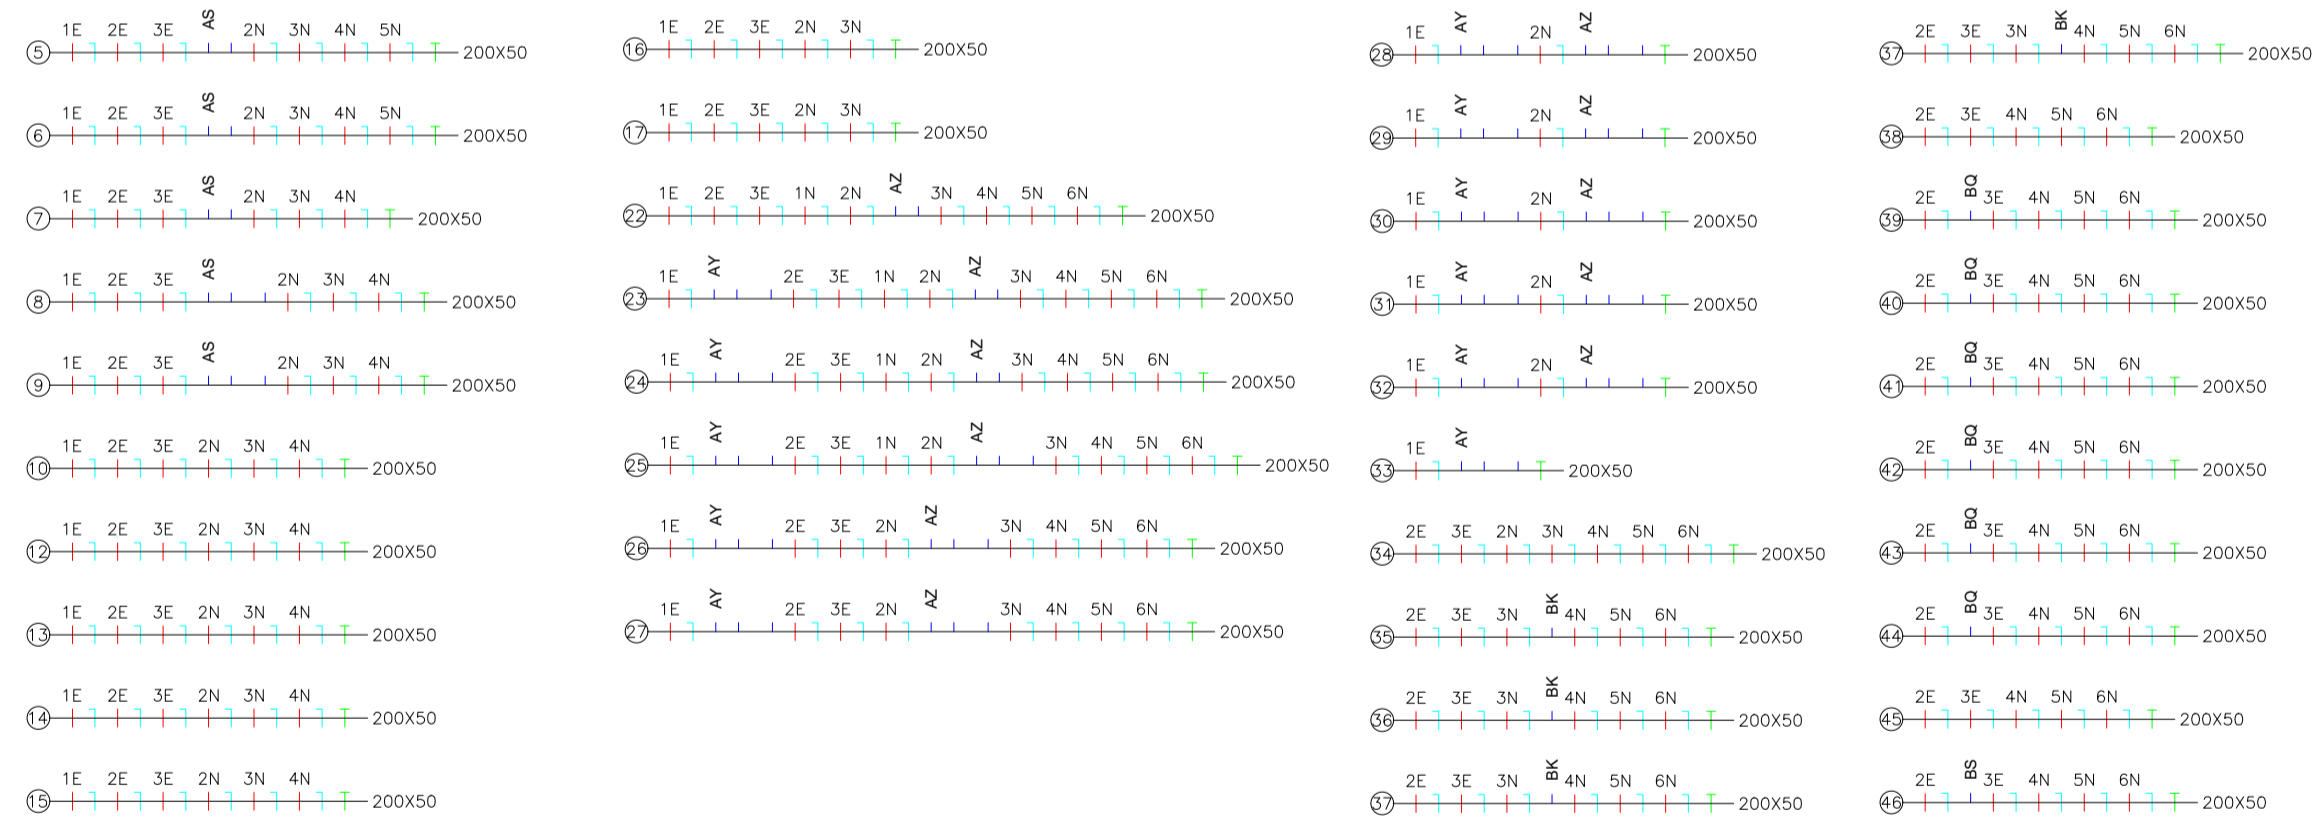 5 1E 2E 3E AS 2N 3N 4N 5N 200X50
6 1E 2E 3E AS 2N 3N 4N 5N 200X50
7 1E 2E 3E AS 2N 3N 4N 200X50
8 1E 2E 3E AS 2N 3N 4N 200X50
9 1E 2E 3E AS 2N 3N 4N 200X50
10 1E 2E 3E 2N 3N 4N 200X50
12 1E 2E 3E 2N 3N 4N 200X50
13 1E 2E 3E 2N 3N 4N 200X50
14 1E 2E 3E 2N 3N 4N 200X50
15 1E 2E 3E 2N 3N 4N 200X50
16 1E 2E 3E 2N 3N 200X50
17 1E 2E 3E 2N 3N 200X50
22 1E 2E 3E 1N 2N AZ 3N 4N 5N 6N 200X50
23 1E AY 2E 3E 1N 2N AZ 3N 4N 5N 6N 200X50
24 1E AY 2E 3E 1N 2N AZ 3N 4N 5N 6N 200X50
25 1E AY 2E 3E 1N 2N AZ 3N 4N 5N 6N 200X50
26 1E AY 2E 3E 2N AZ 3N 4N 5N 6N 200X50
27 1E AY 2E 3E 2N AZ 3N 4N 5N 6N 200X50
28 1E AY 2N AZ 200X50
29 1E AY 2N AZ 200X50
30 1E AY 2N AZ 200X50
31 1E AY 2N AZ 200X50
32 1E AY 2N AZ 200X50
33 1E AY 200X50
34 2E 3E 2N 3N 4N 5N 6N 200X50
35 2E 3E 3N BK 4N 5N 6N 200X50
36 2E 3E 3N BK 4N 5N 6N 200X50
37 2E 3E 3N BK 4N 5N 6N 200X50
37 2E 3E 3N BK 4N 5N 6N 200X50
38 2E 3E 4N 5N 6N 200X50
39 2E BQ 3E 4N 5N 6N 200X50
40 2E BQ 3E 4N 5N 6N 200X50
41 2E BQ 3E 4N 5N 6N 200X50
42 2E BQ 3E 4N 5N 6N 200X50
43 2E BQ 3E 4N 5N 6N 200X50
44 2E BQ 3E 4N 5N 6N 200X50
45 2E 3E 4N 5N 6N 200X50
46 2E BS 3E 4N 5N 6N 200X50